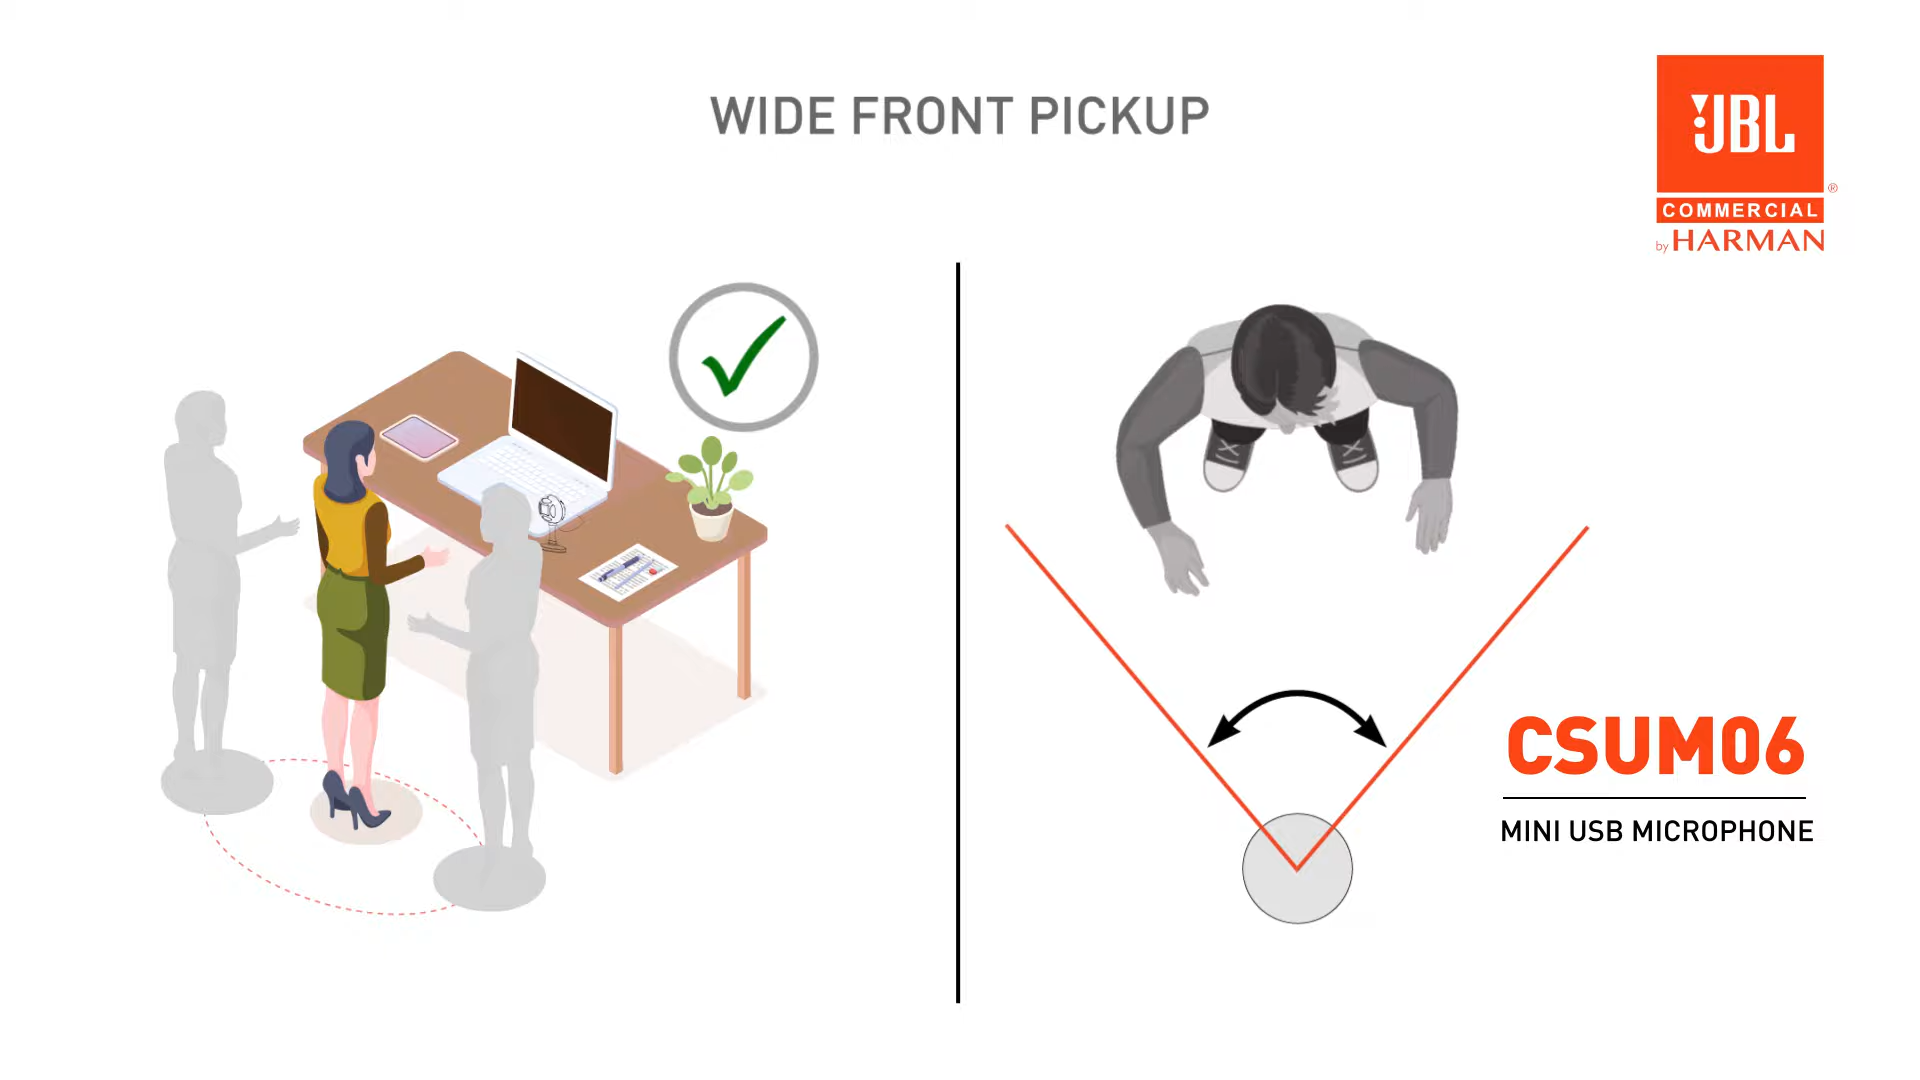 WIDE FRONT PICKUP
JBL
®
COMMERCIAL
by HARMAN
CSUM06
MINI USB MICROPHONE